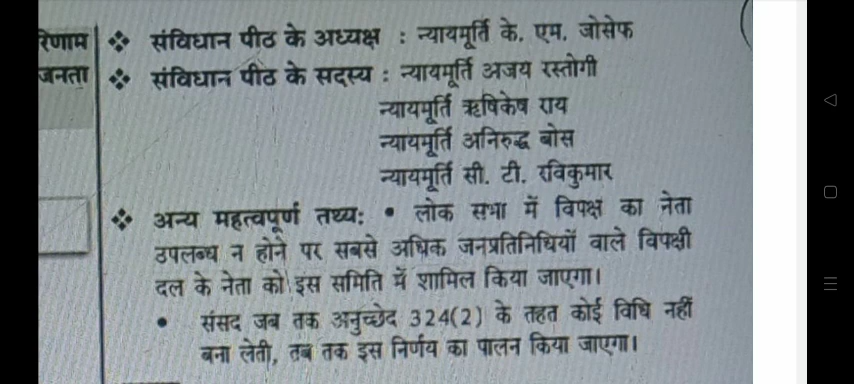 रिणाम
जनता
❖ संविधान पीठ के अध्यक्ष : न्यायमूर्ति के. एम. जोसेफ
❖ संविधान पीठ के सदस्य : न्यायमूर्ति अजय रस्तोगी
न्यायमूर्ति ऋषिकेष राय
न्यायमूर्ति अनिरुद्ध बोस
न्यायमूर्ति सी. टी. रविकुमार
❖ अन्य महत्वपूर्ण तथ्य: • लोक सभा में विपक्ष का नेता
उपलब्ध न होने पर सबसे अधिक जनप्रतिनिधियों वाले विपक्षी
दल के नेता को इस समिति में शामिल किया जाएगा।
• संसद जब तक अनुच्छेद 324(2) के तहत कोई विधि नहीं
बना लेती, तब तक इस निर्णय का पालन किया जाएगा।